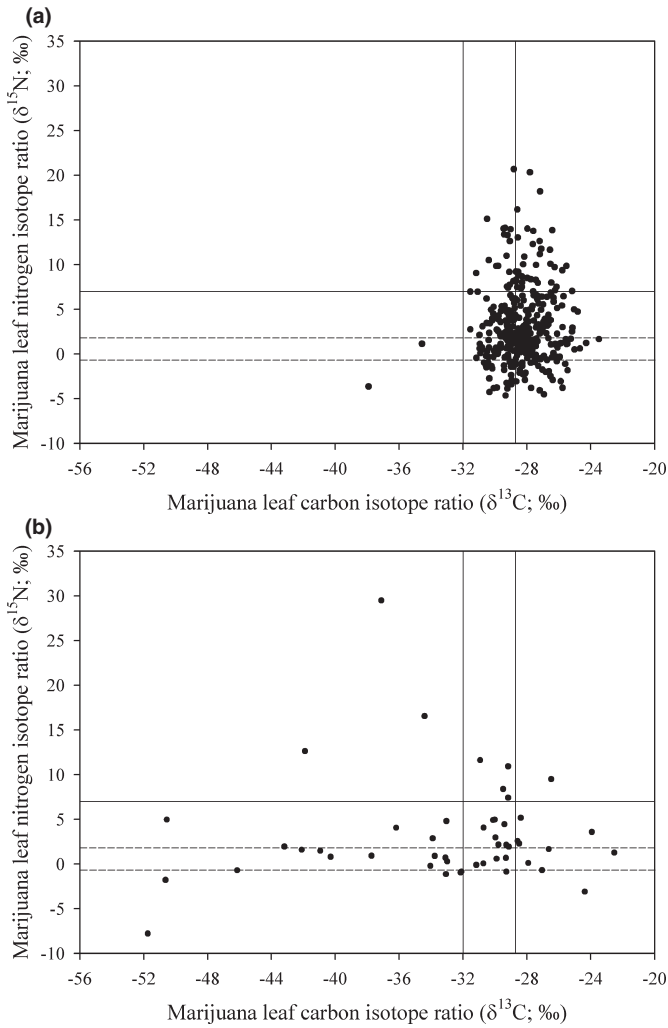 (a)
Marijuana leaf nitrogen isotope ratio (δ15N; ‰)
35
30
25
20
15
10
5
0
-5
-10
-56 -52 -48 -44 -40 -36 -32 -28 -24 -20
Marijuana leaf carbon isotope ratio (δ13C; ‰)
(b)
Marijuana leaf nitrogen isotope ratio (δ15N; ‰)
35
30
25
20
15
10
5
0
-5
-10
-56 -52 -48 -44 -40 -36 -32 -28 -24 -20
Marijuana leaf carbon isotope ratio (δ13C; ‰)